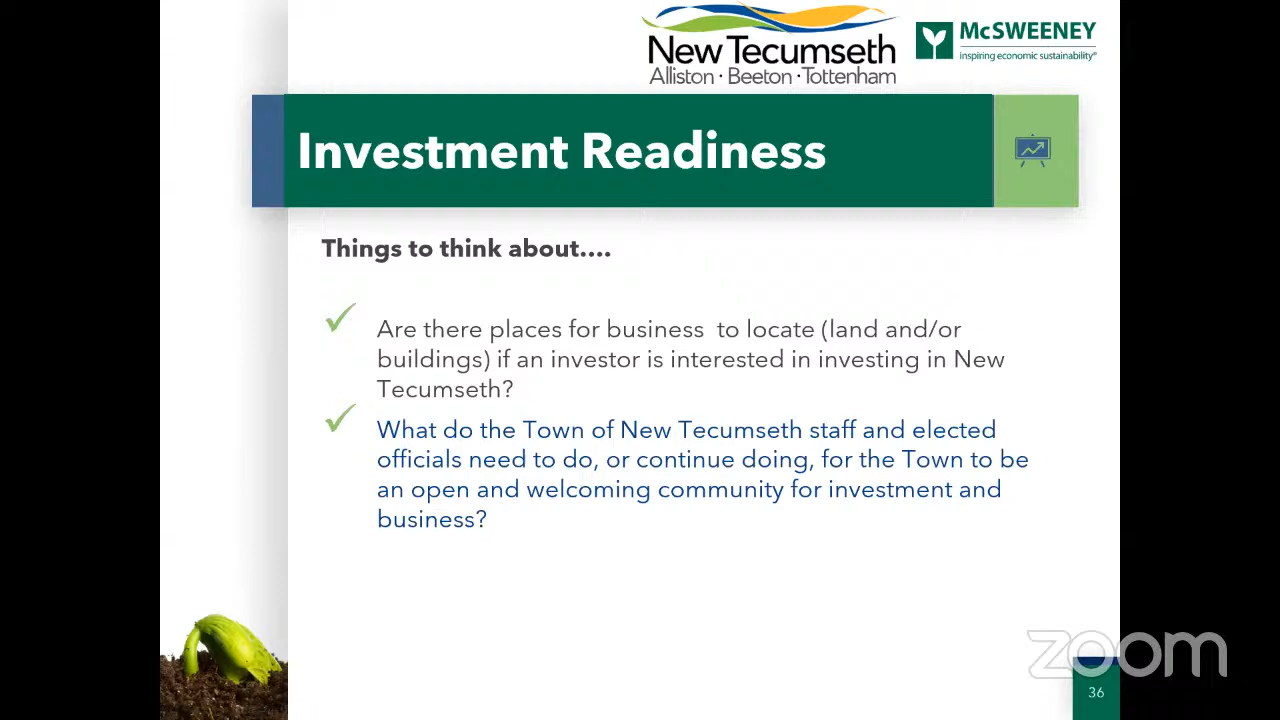 New Tecumseth
Alliston · Beeton · Tottenham
McSWEENEY
inspiring economic sustainability®
Investment Readiness
Things to think about....
Are there places for business  to locate (land and/or
buildings) if an investor is interested in investing in New
Tecumseth?
What do the Town of New Tecumseth staff and elected
officials need to do, or continue doing, for the Town to be
an open and welcoming community for investment and
business?
zoom
36